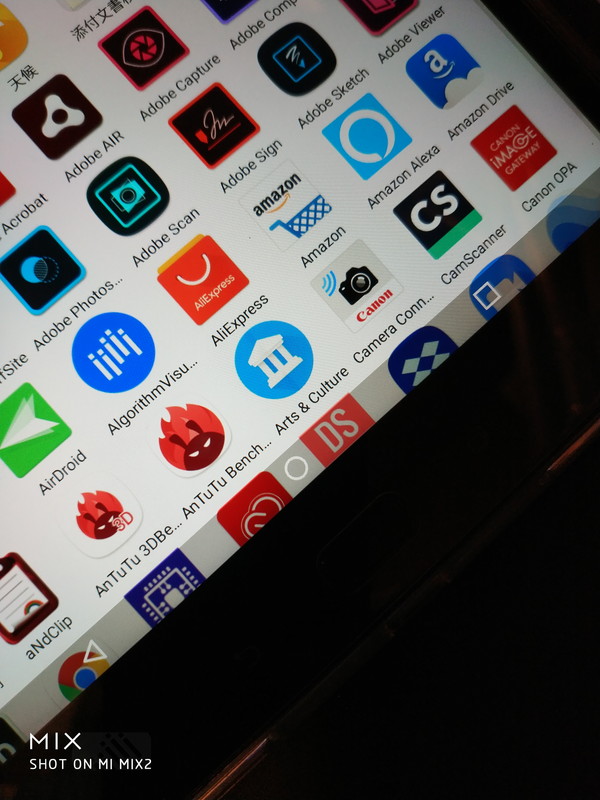 天候
添付文書
Adobe Comp
Adobe Viewer
Adobe Capture
Adobe Sketch
a
Amazon Drive
Adobe AIR
Adobe Sign
Amazon Alexa
CANON
iMAGE
GATEWAY
Canon OPA
Acrobat
Adobe Scan
amazon
Amazon
CS
CamScanner
Adobe Photos...
AliExpress
AliExpress
Canon
Camera Conn...
AlgorithmVisu...
Arts & Culture
AirDroid
AnTuTu Bench...
DS
3D
AnTuTu 3DBe...
aNdClip
MIX
SHOT ON MI MIX2